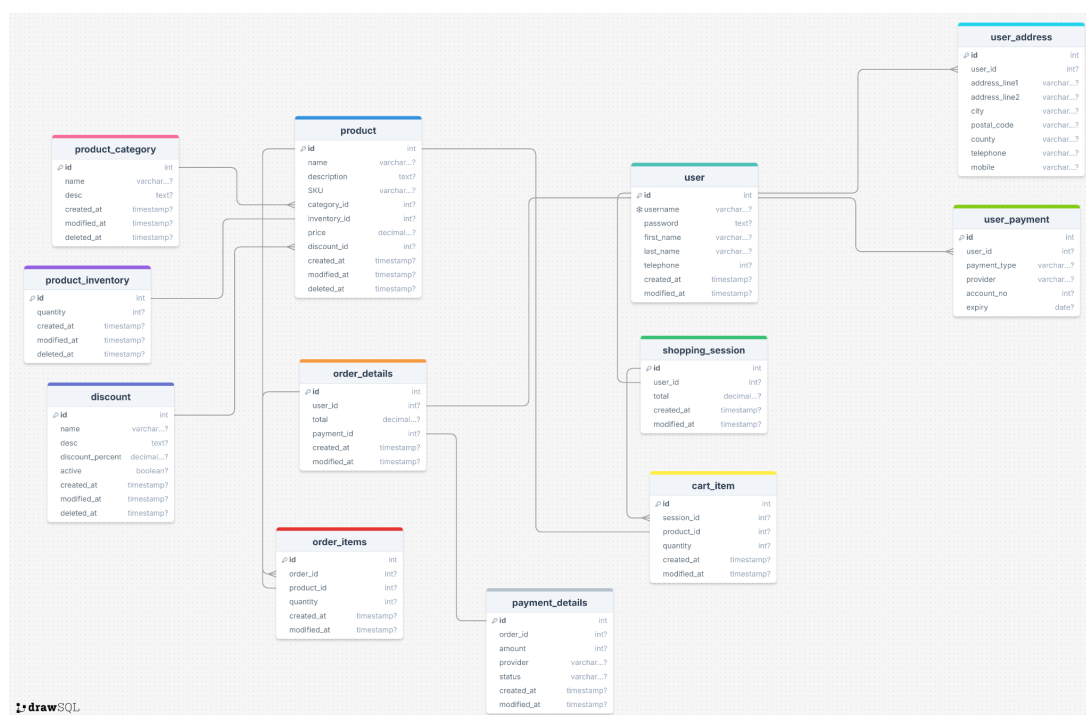 user_address
id int
user_id int?
address_line1 varchar...?
address_line2 varchar...?
city varchar...?
postal_code varchar...?
county varchar...?
telephone varchar...?
mobile varchar...?
product
id int
name varchar...?
description text?
SKU varchar...?
category_id int?
inventory_id int?
price decimal...?
discount_id int?
created_at timestamp?
modified_at timestamp?
deleted_at timestamp?
product_category
id int
name varchar...?
desc text?
created_at timestamp?
modified_at timestamp?
deleted_at timestamp?
user
id int
username varchar...?
password text?
first_name varchar...?
last_name varchar...?
telephone int?
created_at timestamp?
modified_at timestamp?
user_payment
id int
user_id int?
payment_type varchar...?
provider varchar...?
account_no int?
expiry date?
product_inventory
id int
quantity int?
created_at timestamp?
modified_at timestamp?
deleted_at timestamp?
shopping_session
id int
user_id int?
total decimal...?
created_at timestamp?
modified_at timestamp?
order_details
id int
user_id int?
total decimal...?
payment_id int?
created_at timestamp?
modified_at timestamp?
discount
id int
name varchar...?
desc text?
discount_percent decimal...?
active boolean?
created_at timestamp?
modified_at timestamp?
deleted_at timestamp?
cart_item
id int
session_id int?
product_id int?
quantity int?
created_at timestamp?
modified_at timestamp?
order_items
id int
order_id int?
product_id int?
quantity int?
created_at timestamp?
modified_at timestamp?
payment_details
id int
order_id int?
amount int?
provider varchar...?
status varchar...?
created_at timestamp?
modified_at timestamp?
drawSQL